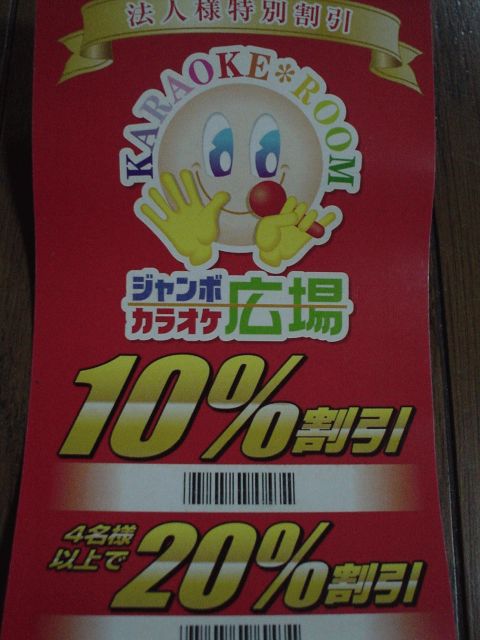 法人様特別割引
KARAOKE*ROOM
ジャンボ
カラオケ
広場
10%割引
4名様
以上で
20%割引